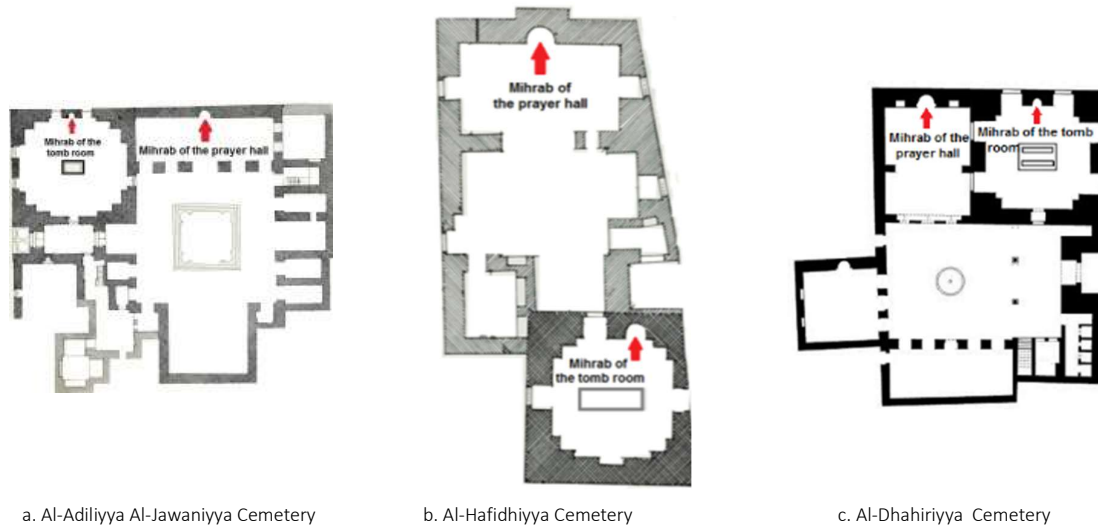 Mihrab of the
tomb room
Mihrab of the prayer hall
Mihrab of
the prayer hall
Mihrab of
the tomb room
Mihrab of the
prayer hall
Mihrab of the tomb
room
a. Al-Adiliyya Al-Jawaniyya Cemetery
b. Al-Hafidhiyya Cemetery
c. Al-Dhahiriyya Cemetery